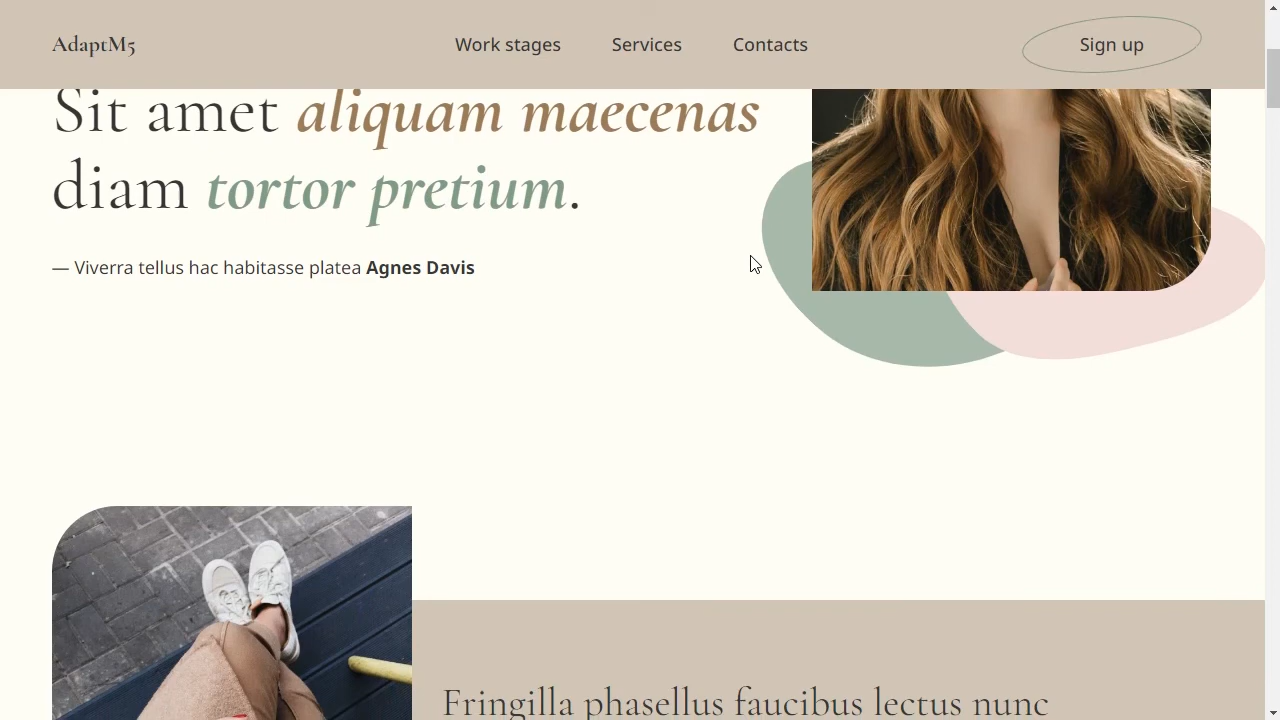 AdaptM5
Work stages
Services
Contacts
Sign up
Sit amet aliquam maecenas
diam tortor pretium.
— Viverra tellus hac habitasse platea Agnes Davis
Fringilla phasellus faucibus lectus nunc